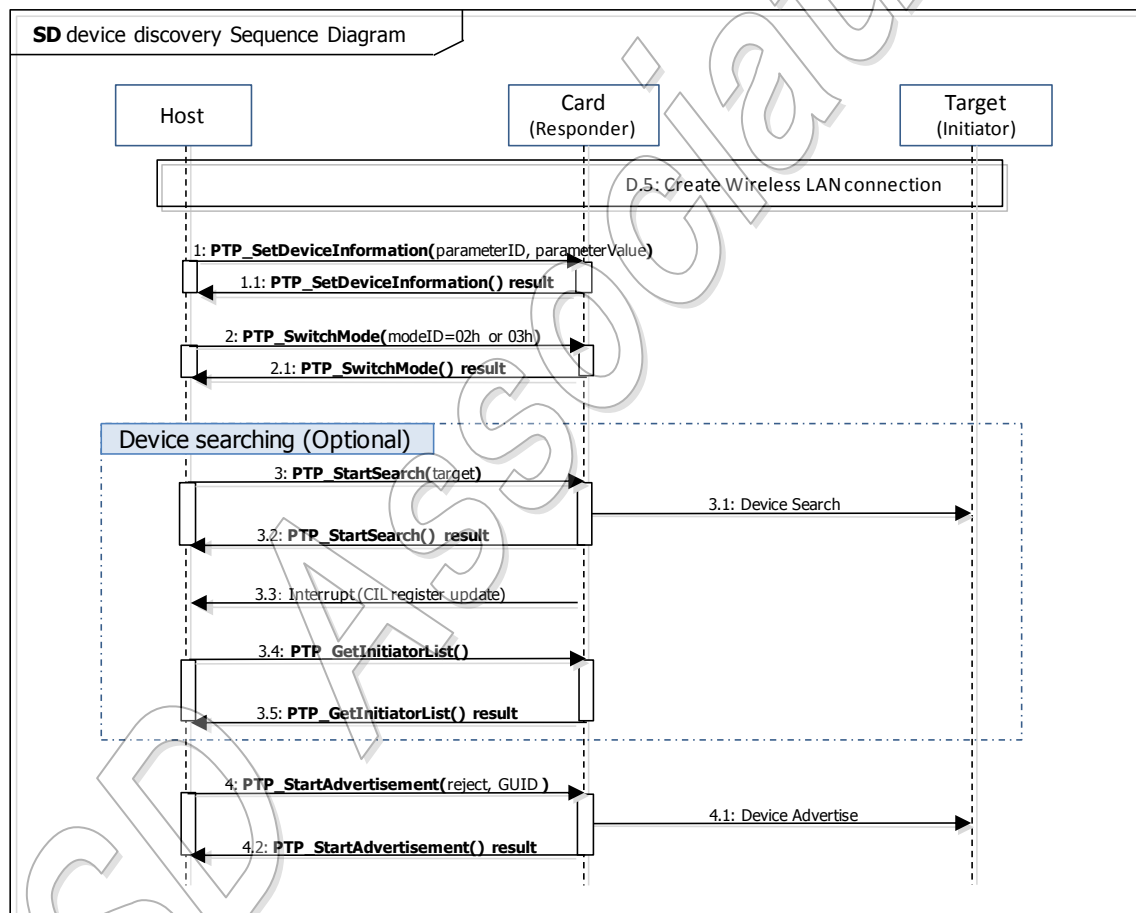 SD device discovery Sequence Diagram
Host
Card
(Responder)
Target
(Initiator)
D.5: Create Wireless LAN connection
1: PTP_SetDeviceInformation(parameterID, parameterValue)
1.1: PTP_SetDeviceInformation() result
2: PTP_SwitchMode(modeID=02h or 03h)
2.1: PTP_SwitchMode() result
Device searching (Optional)
3: PTP_StartSearch(target)
3.1: Device Search
3.2: PTP_StartSearch() result
3.3: Interrupt (CIL register update)
3.4: PTP_GetInitiatorList()
3.5: PTP_GetInitiatorList() result
4: PTP_StartAdvertisement(reject, GUID )
4.1: Device Advertise
4.2: PTP_StartAdvertisement() result